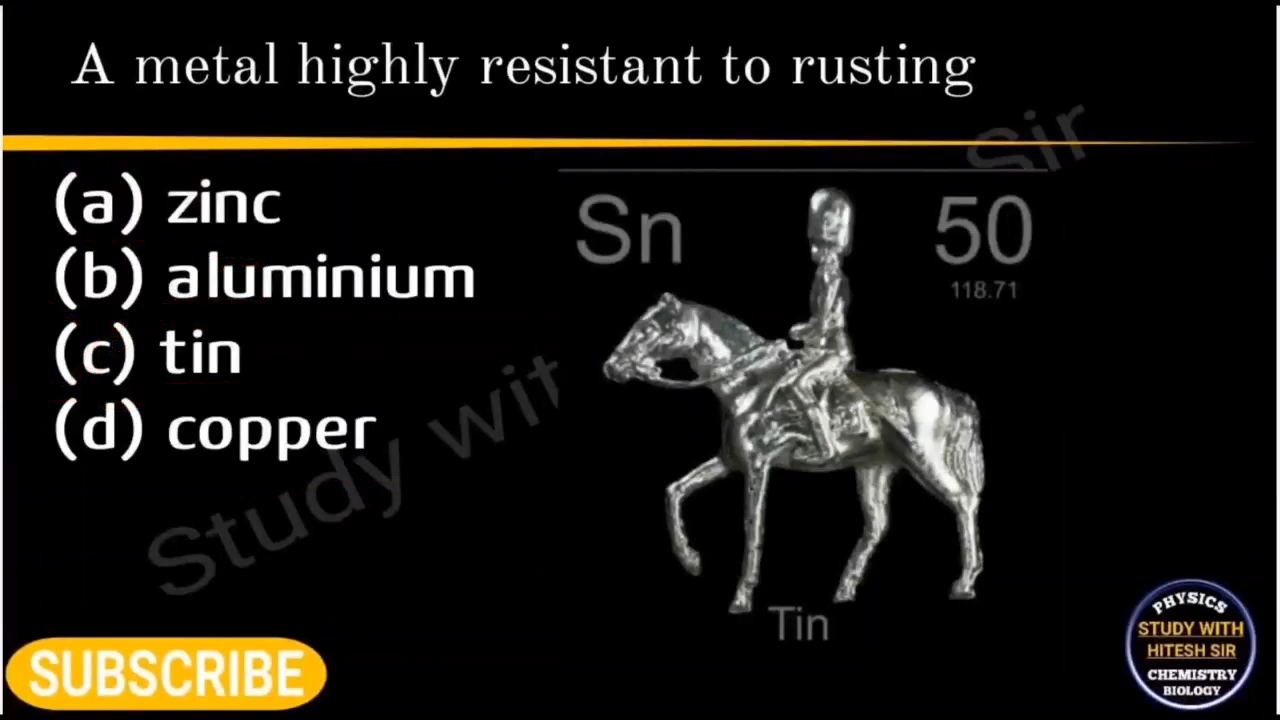 A metal highly resistant to rusting
Sir
(a) zinc
(b) aluminium
(c) tin
(d) copper
Sn
50
118.71
Study wit
Tin
SUBSCRIBE
PHYSICS
STUDY WITH
HITESH SIR
CHEMISTRY
BIOLOGY